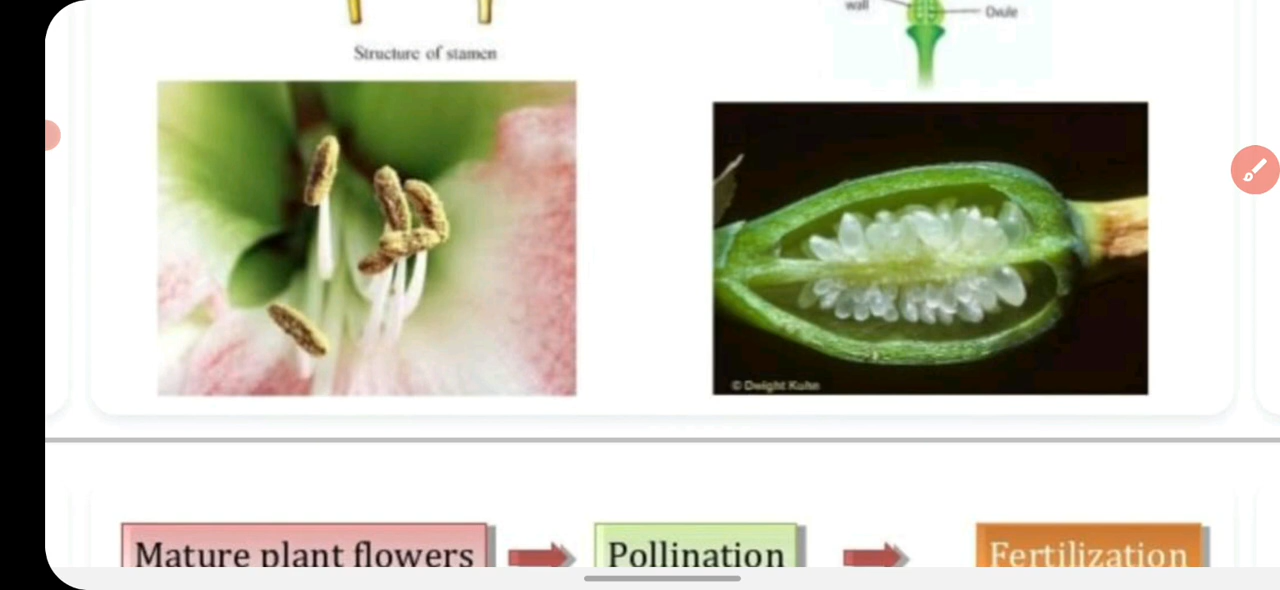 wall
Ovule
Structure of stamen
© Dwight Kuhn
Mature plant flowers
Pollination
Fertilization